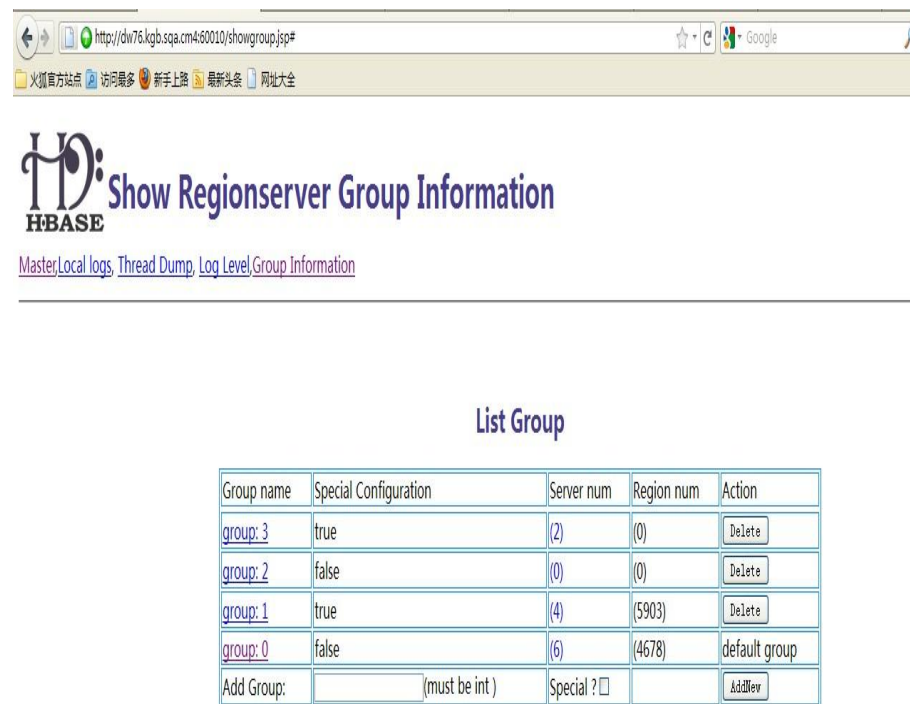 http://dw76.kgb.sqa.cm4:60010/showgroup.jsp#
Google
火狐官方站点 访问最多 新手上路 最新头条 网址大全
H·BASE
Show Regionserver Group Information
Master,Local logs, Thread Dump, Log Level,Group Information
List Group
Group name Special Configuration Server num Region num Action
group: 3 true (2) (0) Delete
group: 2 false (0) (0) Delete
group: 1 true (4) (5903) Delete
group: 0 false (6) (4678) default group
Add Group: (must be int ) Special ? AddNew